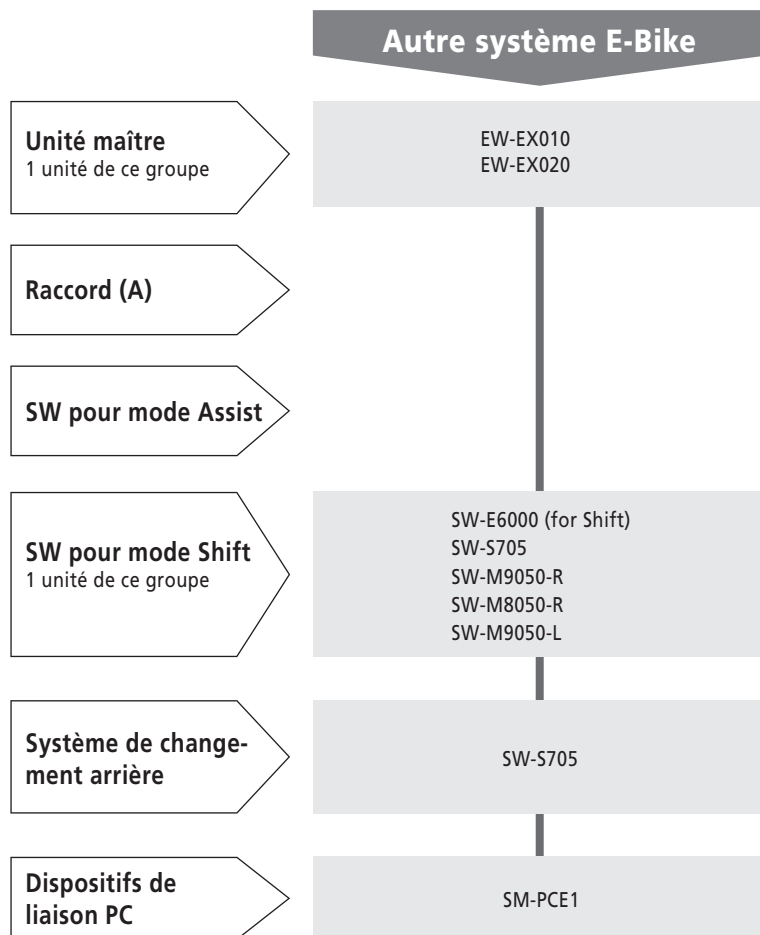 Autre système E-Bike
Unité maître
1 unité de ce groupe
EW-EX010
EW-EX020
Raccord (A)
SW pour mode Assist
SW pour mode Shift
1 unité de ce groupe
SW-E6000 (for Shift)
SW-S705
SW-M9050-R
SW-M8050-R
SW-M9050-L
Système de change-
ment arrière
SW-S705
Dispositifs de
liaison PC
SM-PCE1